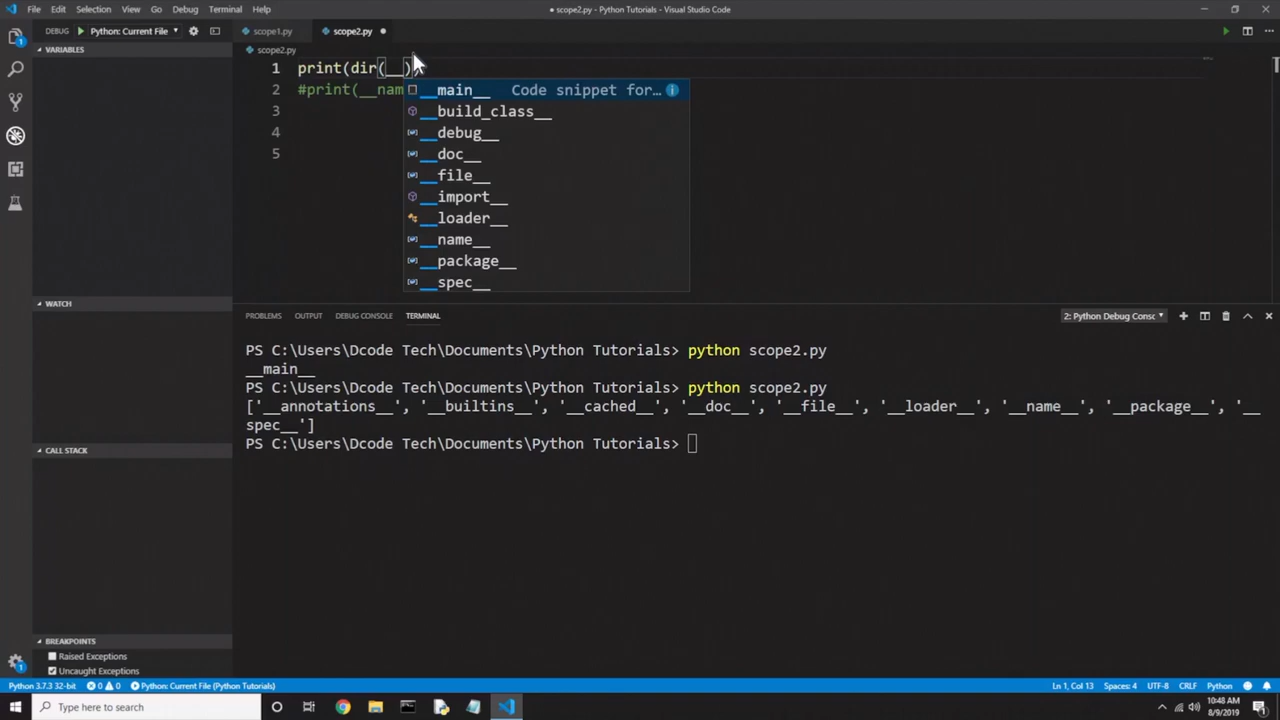 File Edit Selection View Go Debug Terminal Help
● scope2.py - Python Tutorials - Visual Studio Code
DEBUG Python: Current File
scope1.py scope2.py
VARIABLES
scope2.py
1 print(dir(__))
2 #print(__nam
3
4
5
__main__ Code snippet for...
__build_class__
__debug__
__doc__
__file__
__import__
__loader__
__name__
__package__
__spec__
WATCH
PROBLEMS OUTPUT DEBUG CONSOLE TERMINAL
2: Python Debug Consc
PS C:\Users\Dcode Tech\Documents\Python Tutorials> python scope2.py
__main__
PS C:\Users\Dcode Tech\Documents\Python Tutorials> python scope2.py
['__annotations__', '__builtins__', '__cached__', '__doc__', '__file__', '__loader__', '__name__', '__package__', '__
spec__']
PS C:\Users\Dcode Tech\Documents\Python Tutorials>
CALL STACK
BREAKPOINTS
Raised Exceptions
Uncaught Exceptions
Python 3.7.3 32-bit 0 0 Python: Current File (Python Tutorials)
Ln 1, Col 13 Spaces: 4 UTF-8 CRLF Python 1
Type here to search
10:48 AM
8/9/2019